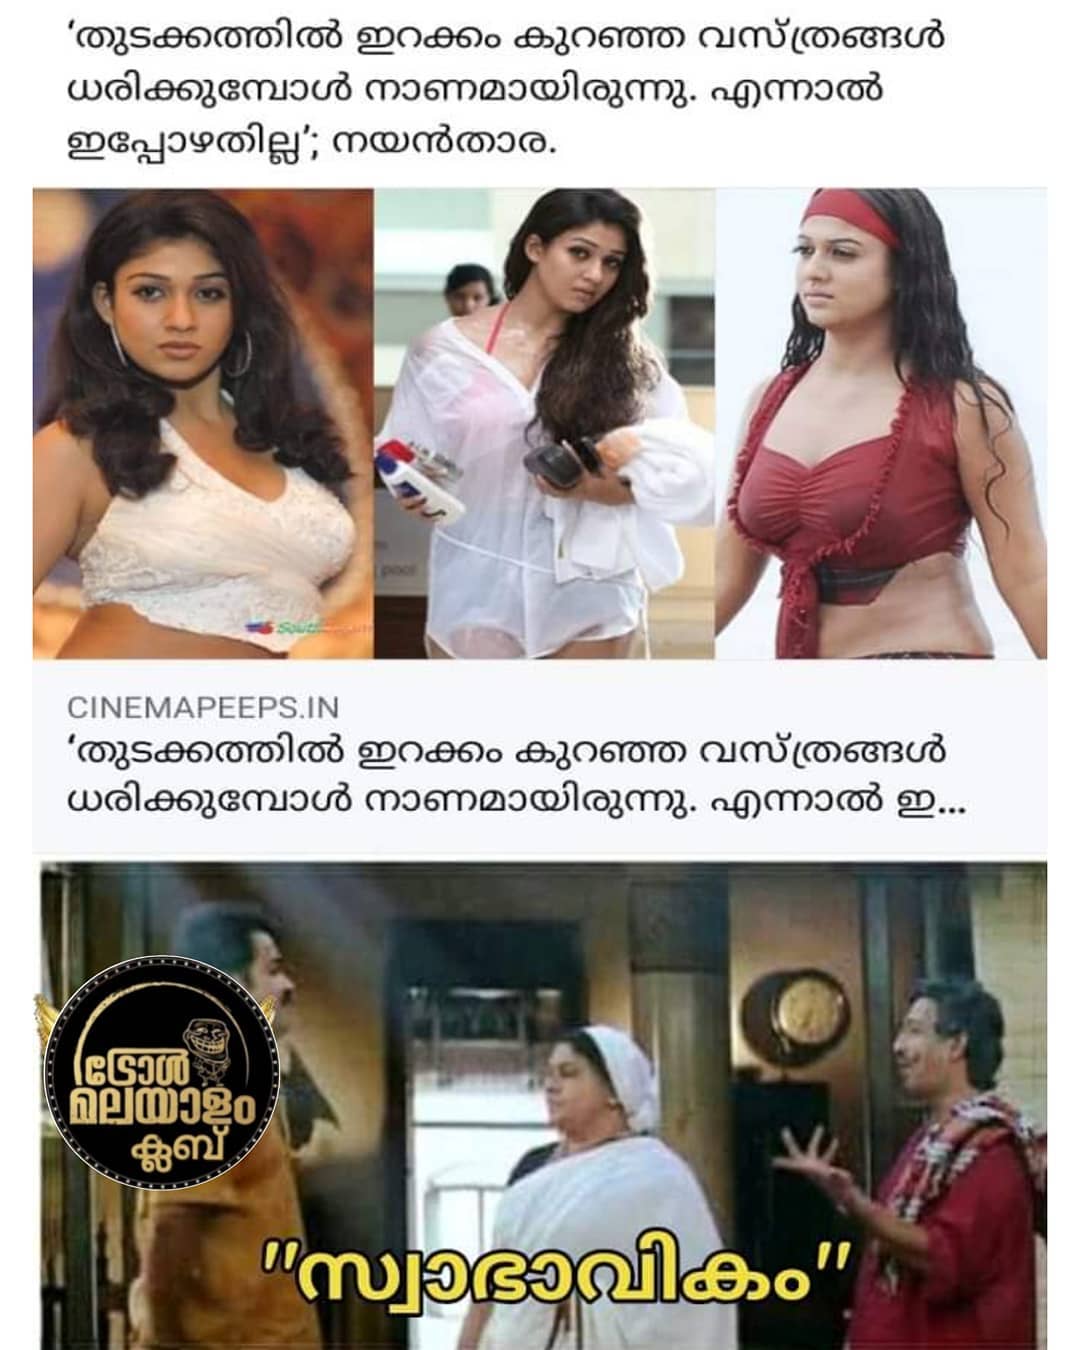 ‘തുടക്കത്തിൽ ഇറക്കം കുറഞ്ഞ വസ്ത്രങ്ങൾ
ധരിക്കുമ്പോൾ നാണമായിരുന്നു. എന്നാൽ
ഇപ്പോഴതില്ല’; നയൻതാര.
pool
CINEMAPEEPS.IN
‘തുടക്കത്തിൽ ഇറക്കം കുറഞ്ഞ വസ്ത്രങ്ങൾ
ധരിക്കുമ്പോൾ നാണമായിരുന്നു. എന്നാൽ ഇ...
ട്രോൾ
മലയാളം
ക്ലബ്
"സ്വാഭാവികം"